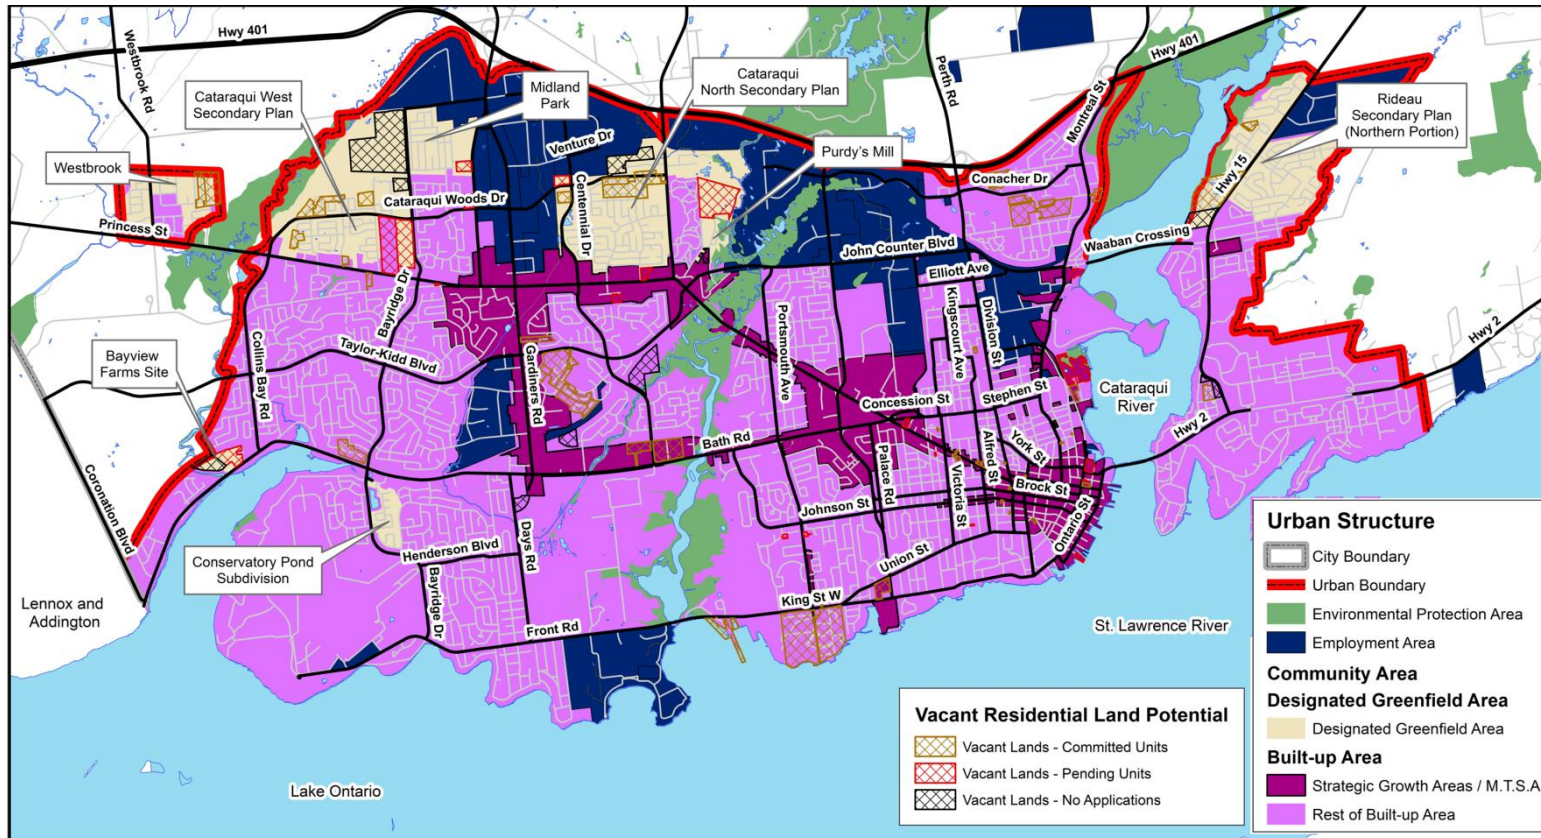 Hwy 401
Westbrook Rd
Cataraqui West
Secondary Plan
Midland
Park
Cataraqui
North Secondary Plan
Perth Rd
Hwy 401
Montreal St
Rideau
Secondary Plan
(Northern Portion)
Westbrook
Venture Dr
Purdy's Mill
Conacher Dr
Hwy 15
Princess St
Cataraqui Woods Dr
Centennial Dr
John Counter Blvd
Waaban Crossing
Elliott Ave
Bayridge Dr
Bayview
Farms Site
Collins Bay Rd
Taylor-Kidd Blvd
Gardiners Rd
Portsmouth Ave
Kingscourt Ave
Division St
Hwy 2
Concession St
Stephen St
Cataraqui
River
Bath Rd
Hwy 2
Coronation Blvd
Palace Rd
Victoria St
Alfred St
York St
Brock St
Johnson St
Ontario St
Conservatory Pond
Subdivision
Henderson Blvd
Days Rd
Union St
Bayridge Dr
King St W
Front Rd
Lennox and
Addington
St. Lawrence River
Lake Ontario
Vacant Residential Land Potential
Vacant Lands - Committed Units
Vacant Lands - Pending Units
Vacant Lands - No Applications
Urban Structure
City Boundary
Urban Boundary
Environmental Protection Area
Employment Area
Community Area
Designated Greenfield Area
Designated Greenfield Area
Built-up Area
Strategic Growth Areas / M.T.S.A
Rest of Built-up Area